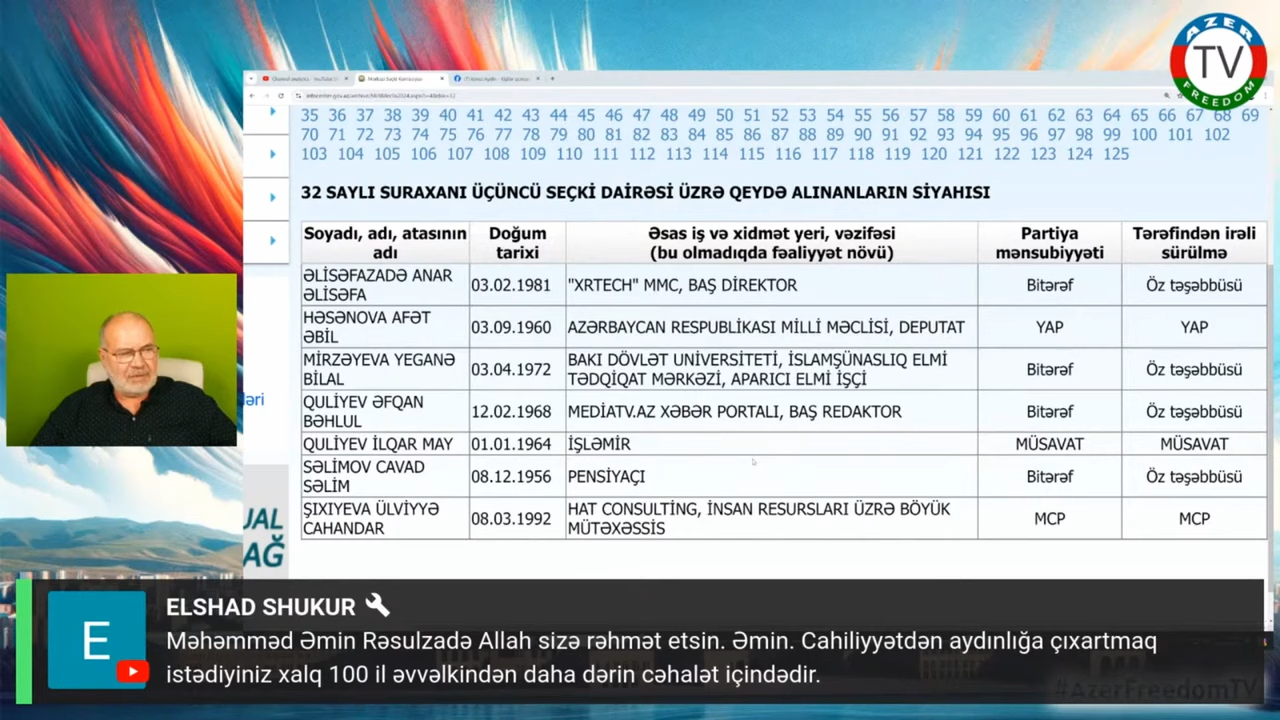 AZER
TV
FREEDOM
35 36 37 38 39 40 41 42 43 44 45 46 47 48 49 50 51 52 53 54 55 56 57 58 59 60 61 62 63 64 65 66 67 68 69
70 71 72 73 74 75 76 77 78 79 80 81 82 83 84 85 86 87 88 89 90 91 92 93 94 95 96 97 98 99 100 101 102
103 104 105 106 107 108 109 110 111 112 113 114 115 116 117 118 119 120 121 122 123 124 125
32 SAYLI SURAXANI ÜÇÜNCÜ SEÇKİ DAİRƏSİ ÜZRƏ QEYDƏ ALINANLARIN SİYAHISI
Soyadı, adı, atasının adı Doğum tarixi Əsas iş və xidmət yeri, vəzifəsi (bu olmadıqda fəaliyyət növü) Partiya mənsubiyyəti Tərəfindən irəli sürülmə
ƏLİSƏFAZADƏ ANAR ƏLİSƏFA 03.02.1981 "XRTECH" MMC, BAŞ DİREKTOR Bitərəf Öz təşəbbüsü
HƏSƏNOVA AFƏT ƏBİL 03.09.1960 AZƏRBAYCAN RESPUBLİKASI MİLLİ MƏCLİSİ, DEPUTAT YAP YAP
MİRZƏYEVA YEGANƏ BİLAL 03.04.1972 BAKI DÖVLƏT UNİVERSİTETİ, İSLAMŞÜNASLIQ ELMİ TƏDQİQAT MƏRKƏZİ, APARICI ELMİ İŞÇİ Bitərəf Öz təşəbbüsü
QULİYEV ƏFQAN BƏHLUL 12.02.1968 MEDİATV.AZ XƏBƏR PORTALI, BAŞ REDAKTOR Bitərəf Öz təşəbbüsü
QULİYEV İLQAR MAY 01.01.1964 İŞLƏMİR MÜSAVAT MÜSAVAT
SƏLİMOV CAVAD SƏLİM 08.12.1956 PENSİYAÇI Bitərəf Öz təşəbbüsü
ŞIXIYEVA ÜLVİYYƏ CAHANDAR 08.03.1992 HAT CONSULTİNG, İNSAN RESURSLARI ÜZRƏ BÖYÜK MÜTƏXƏSSİS MCP MCP
əri
UAL
AĞ
E
ELSHAD SHUKUR
Məhəmməd Əmin Rəsulzadə Allah sizə rəhmət etsin. Əmin. Cahiliyyətdən aydınlığa çıxartmaq
istədiyiniz xalq 100 il əvvəlkindən daha dərin cəhalət içindədir.
#AzerFreedomTV